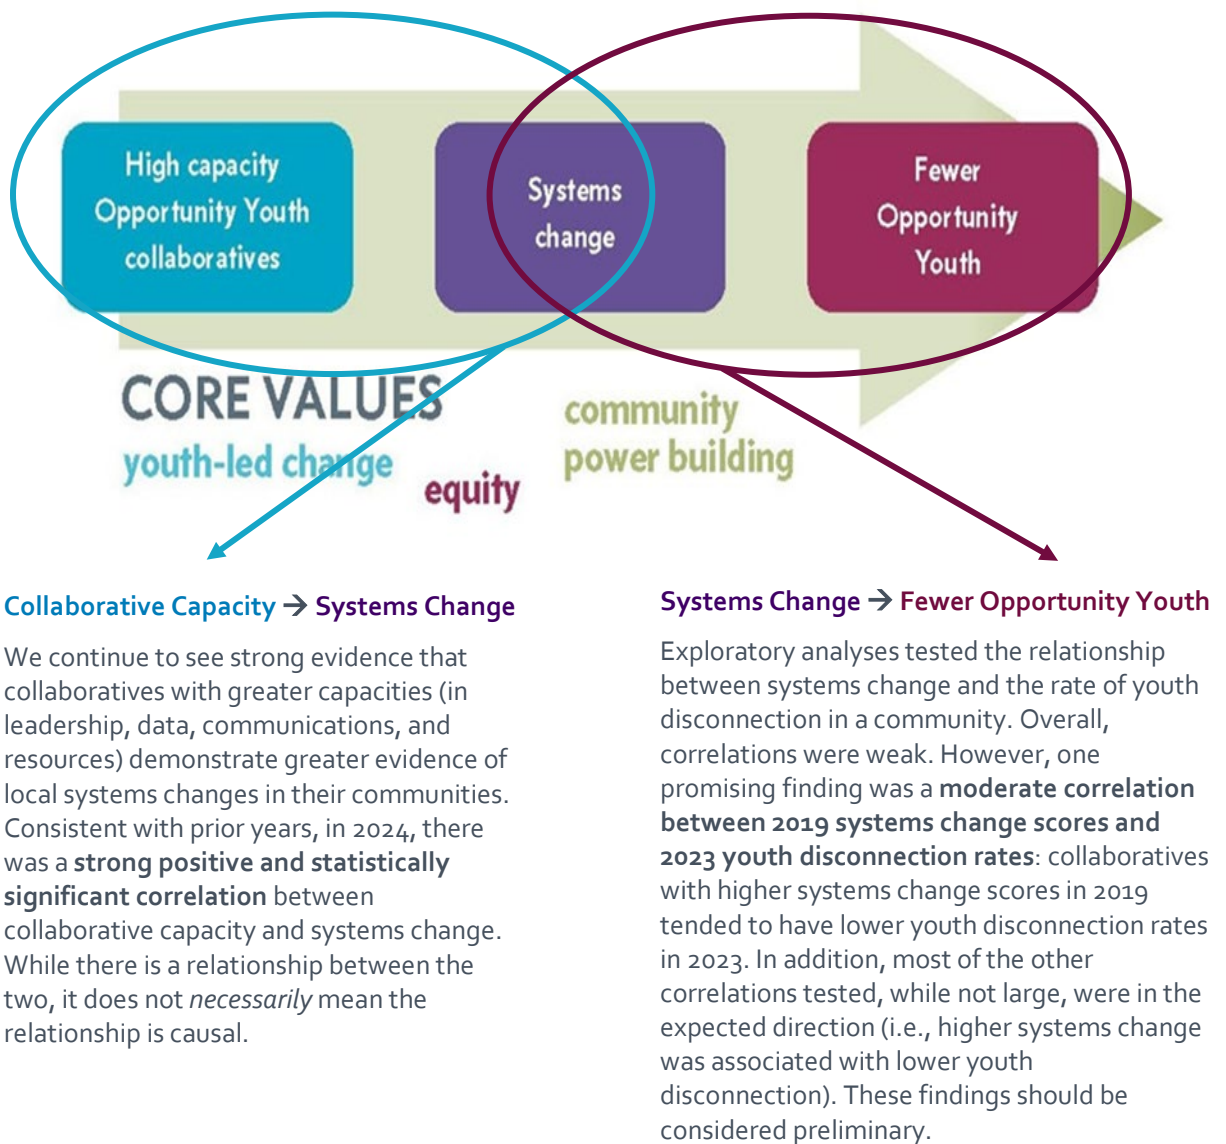 High capacity
Opportunity Youth
collaboratives
Systems
change
Fewer
Opportunity
Youth
CORE VALUES
youth-led change
equity
community
power building
Collaborative Capacity → Systems Change
We continue to see strong evidence that
collaboratives with greater capacities (in
leadership, data, communications, and
resources) demonstrate greater evidence of
local systems changes in their communities.
Consistent with prior years, in 2024, there
was a strong positive and statistically
significant correlation between
collaborative capacity and systems change.
While there is a relationship between the
two, it does not necessarily mean the
relationship is causal.
Systems Change → Fewer Opportunity Youth
Exploratory analyses tested the relationship
between systems change and the rate of youth
disconnection in a community. Overall,
correlations were weak. However, one
promising finding was a moderate correlation
between 2019 systems change scores and
2023 youth disconnection rates: collaboratives
with higher systems change scores in 2019
tended to have lower youth disconnection rates
in 2023. In addition, most of the other
correlations tested, while not large, were in the
expected direction (i.e., higher systems change
was associated with lower youth
disconnection). These findings should be
considered preliminary.